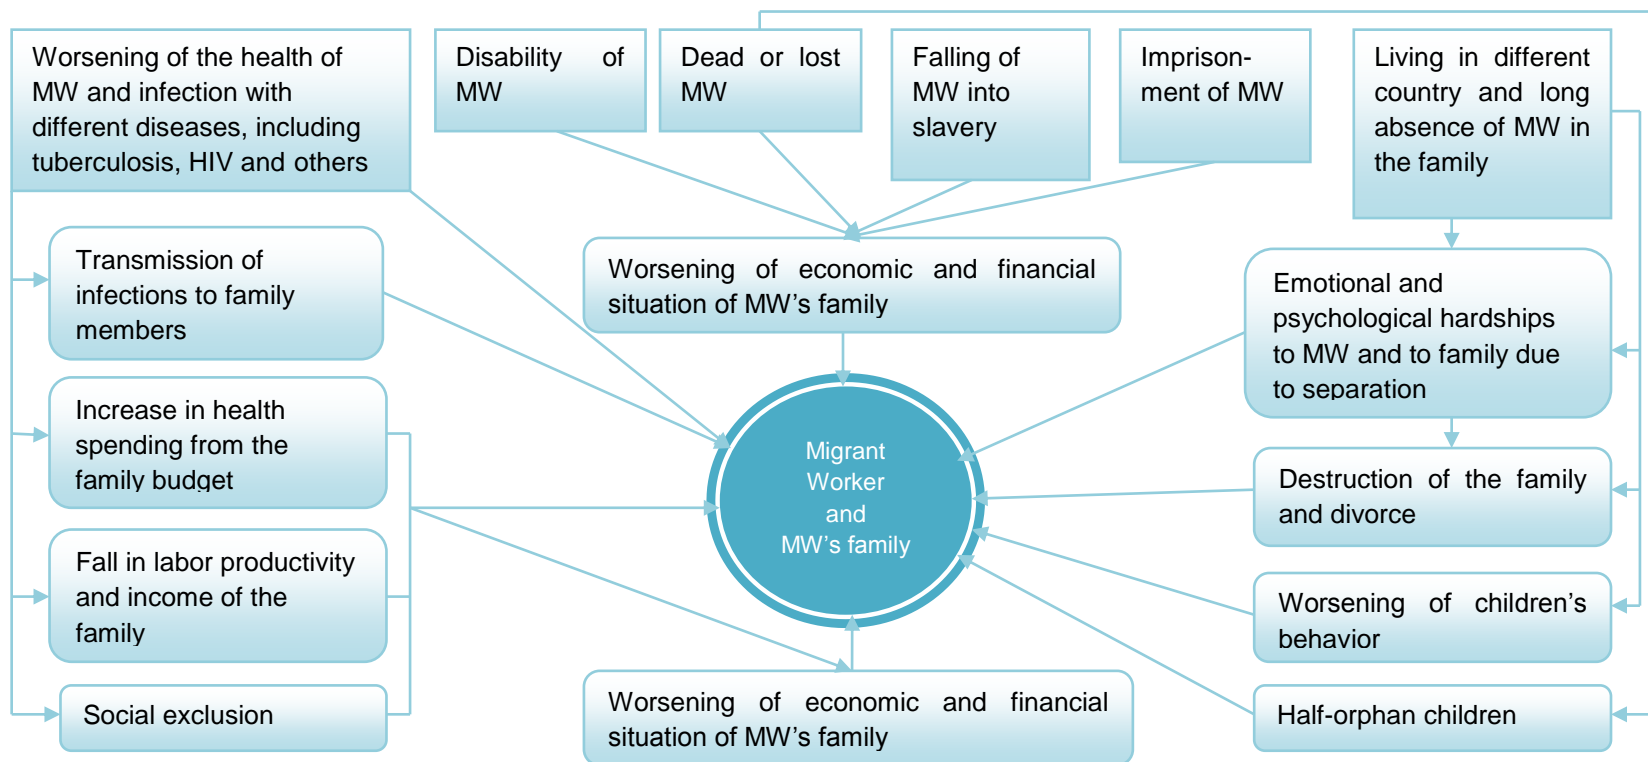 Worsening of the health of
MW and infection with
different diseases, including
tuberculosis, HIV and others
Disability of
MW
Dead or lost
MW
Falling of
MW into
slavery
Imprison-
ment of MW
Living in different
country and long
absence of MW in
the family
Transmission of
infections to family
members
Worsening of economic and financial
situation of MW's family
Emotional and
psychological hardships
to MW and to family due
to separation
Increase in health
spending from the
family budget
Migrant
Worker
and
MW's family
Destruction of the family
and divorce
Fall in labor productivity
and income of the
family
Worsening of children's
behavior
Social exclusion
Worsening of economic and financial
situation of MW's family
Half-orphan children